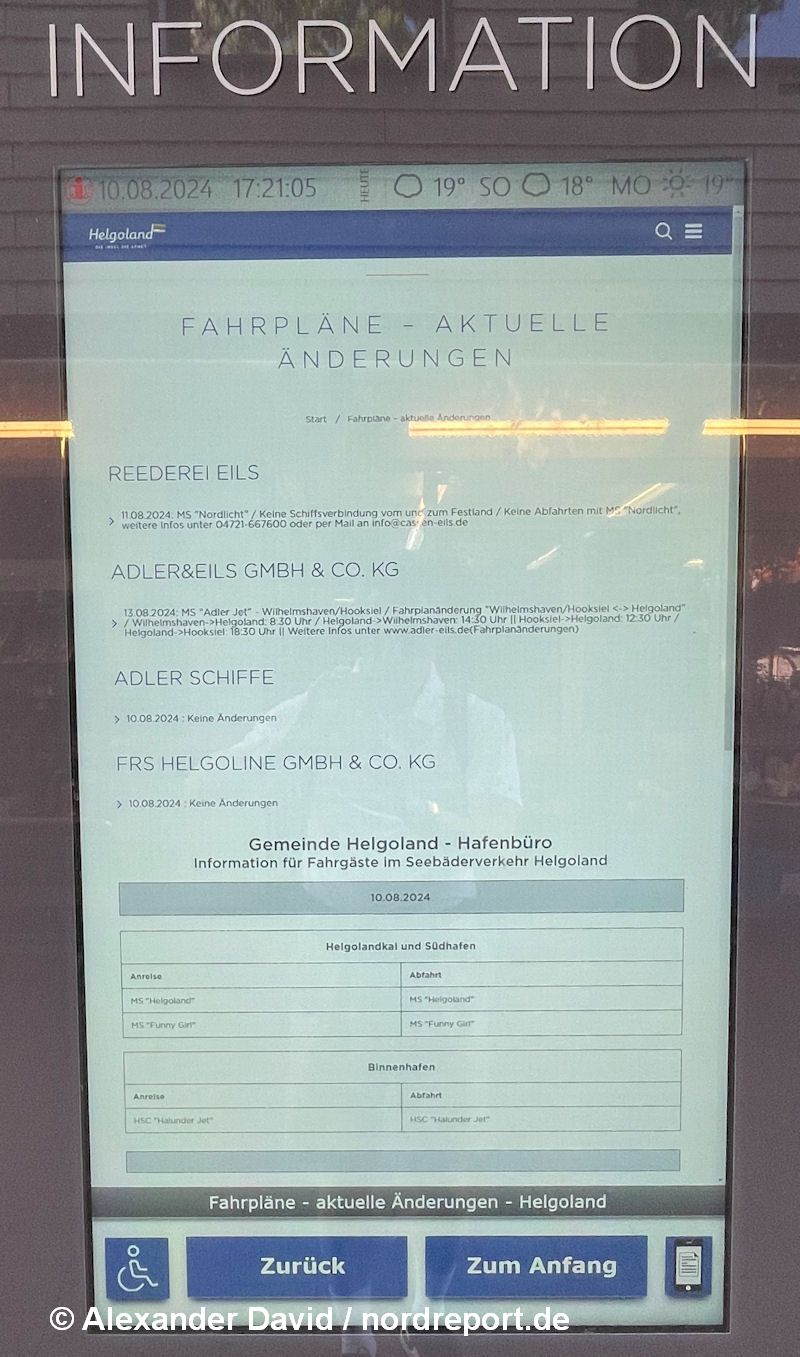 INFORMATION
10.08.2024 17:21:05 HEUTE 19° SO 18° MO 19°
Helgoland
FAHRPLÄNE – AKTUELLE
ÄNDERUNGEN
Start / Fahrpläne – aktuelle Änderungen
REEDEREI EILS
11.08.2024: MS "Nordlicht" / Keine Schiffsverbindung vom und zum Festland / Keine Abfahrten mit MS "Nordlicht",
weitere Infos unter 04721-667600 oder per Mail an info@cassen-eils.de
ADLER&EILS GMBH & CO. KG
13.08.2024: MS "Adler Jet" - Wilhelmshaven/Hooksiel / Fahrplanänderung "Wilhelmshaven/Hooksiel <-> Helgoland"
/ Wilhelmshaven->Helgoland: 8:30 Uhr / Helgoland->Wilhelmshaven: 14:30 Uhr || Hooksiel->Helgoland: 12:30 Uhr /
Helgoland->Hooksiel: 18:30 Uhr || Weitere Infos unter www.adler-eils.de(Fahrplanänderungen)
ADLER SCHIFFE
10.08.2024 : Keine Änderungen
FRS HELGOLINE GMBH & CO. KG
10.08.2024 : Keine Änderungen
Gemeinde Helgoland - Hafenbüro
Information für Fahrgäste im Seebäderverkehr Helgoland
10.08.2024
Helgolandkai und Südhafen
Anreise Abfahrt
MS "Helgoland" MS "Helgoland"
MS "Funny Girl" MS "Funny Girl"
Binnenhafen
Anreise Abfahrt
HSC "Halunder Jet" HSC "Halunder Jet"
Fahrpläne - aktuelle Änderungen - Helgoland
Zurück Zum Anfang
© Alexander David / nordreport.de